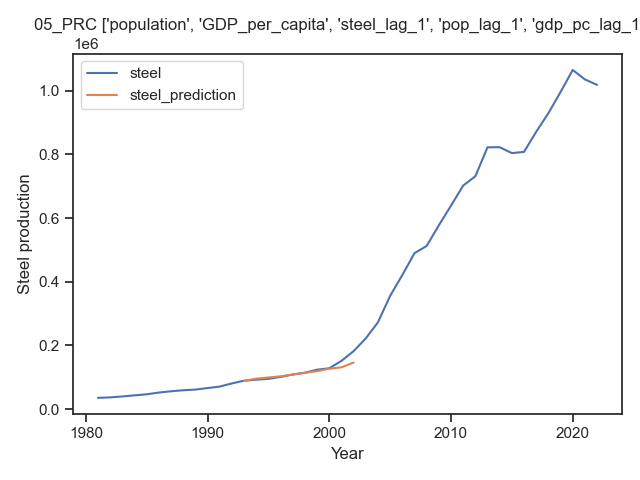 05_PRC ['population', 'GDP_per_capita', 'steel_lag_1', 'pop_lag_1', 'gdp_pc_lag_1
1e6
steel
steel_prediction
1.0
0.8
0.6
0.4
0.2
0.0
Steel production
1980 1990 2000 2010 2020
Year